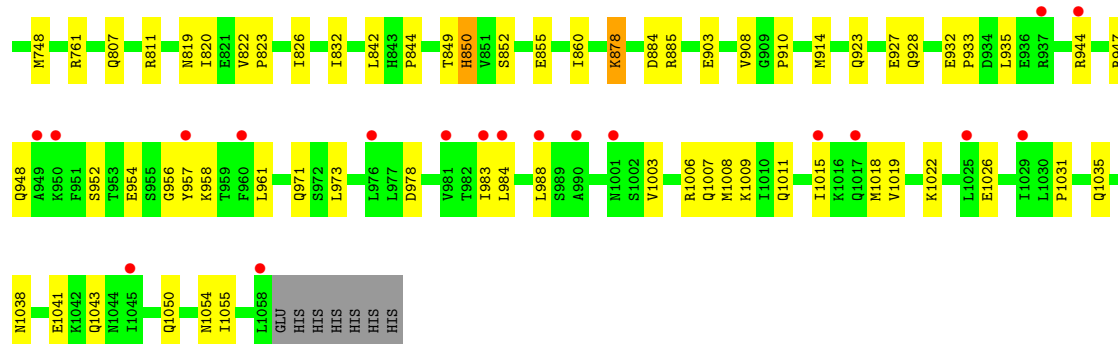 M748 R761 Q807 R811 N819 I820 E821 V822 P823 I826 I832 L842 H843 P844 T849 H850 V851 S852 E855 I860 K878 D884 R885 E903 V908 G909 P910 M914 Q923 E927 Q928 E932 P933 D934 L935 E936 R937 R944
Q948 A949 K950 F951 S952 T953 E954 S955 G956 Y957 K958 T959 F960 L961 Q971 S972 L973 L976 L977 D978 V981 T982 I983 L984 L988 S989 A990 N1001 S1002 V1003 R1006 Q1007 M1008 K1009 I1010 Q1011 I1015 K1016 Q1017 M1018 V1019 K1022 L1025 E1026 I1029 L1030 P1031 Q1035
N1038 E1041 K1042 Q1043 N1044 I1045 Q1050 N1054 I1055 L1058 GLU HIS HIS HIS HIS HIS HIS